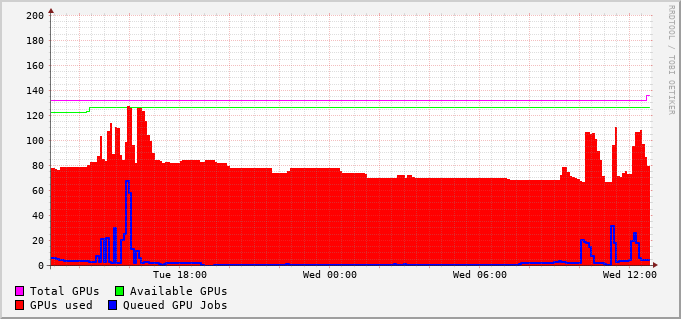 200
180
160
140
120
100
80
60
40
20
0
Tue 18:00 Wed 00:00 Wed 06:00 Wed 12:00
Total GPUs Available GPUs
GPUs used Queued GPU Jobs
RRDTOOL / TOBI OETIKER